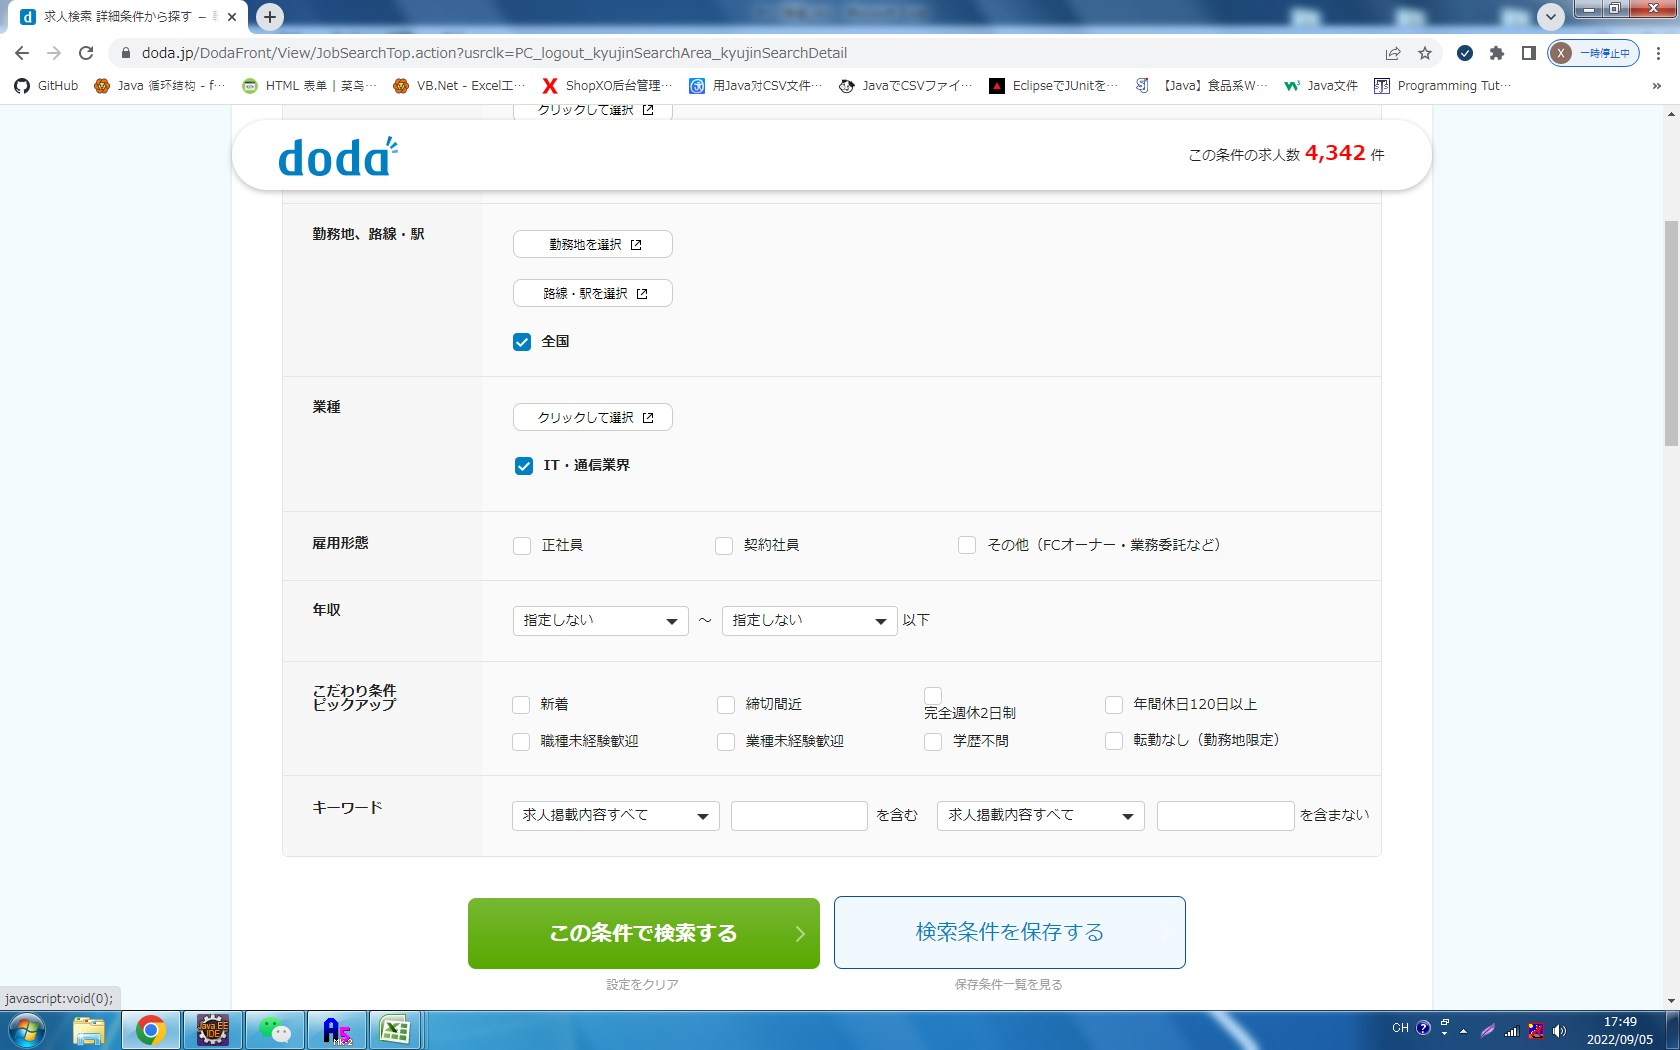 求人検索 詳細条件から探す –
doda.jp/DodaFront/View/JobSearchTop.action?usrclk=PC_logout_kyujinSearchArea_kyujinSearchDetail
X 一時停止中
GitHub
Java 循环结构 - f…
HTML 表单 | 菜鸟…
VB.Net - Excel工…
ShopXO后台管理…
用Java对CSV文件…
JavaでCSVファイ…
EclipseでJUnitを…
【Java】食品系W…
Java文件
Programming Tut…
»
クリックして選択
doda
この条件の求人数 4,342 件
勤務地、路線・駅
勤務地を選択
路線・駅を選択
全国
業種
クリックして選択
IT・通信業界
雇用形態
正社員
契約社員
その他（FCオーナー・業務委託など）
年収
指定しない ～ 指定しない 以下
こだわり条件
ピックアップ
新着
締切間近
完全週休2日制
年間休日120日以上
職種未経験歓迎
業種未経験歓迎
学歴不問
転勤なし（勤務地限定）
キーワード
求人掲載内容すべて を含む 求人掲載内容すべて を含まない
この条件で検索する
検索条件を保存する
設定をクリア
保存条件一覧を見る
javascript:void(0);
Java EE
IDE
A5
MK-2
CH
17:49
2022/09/05